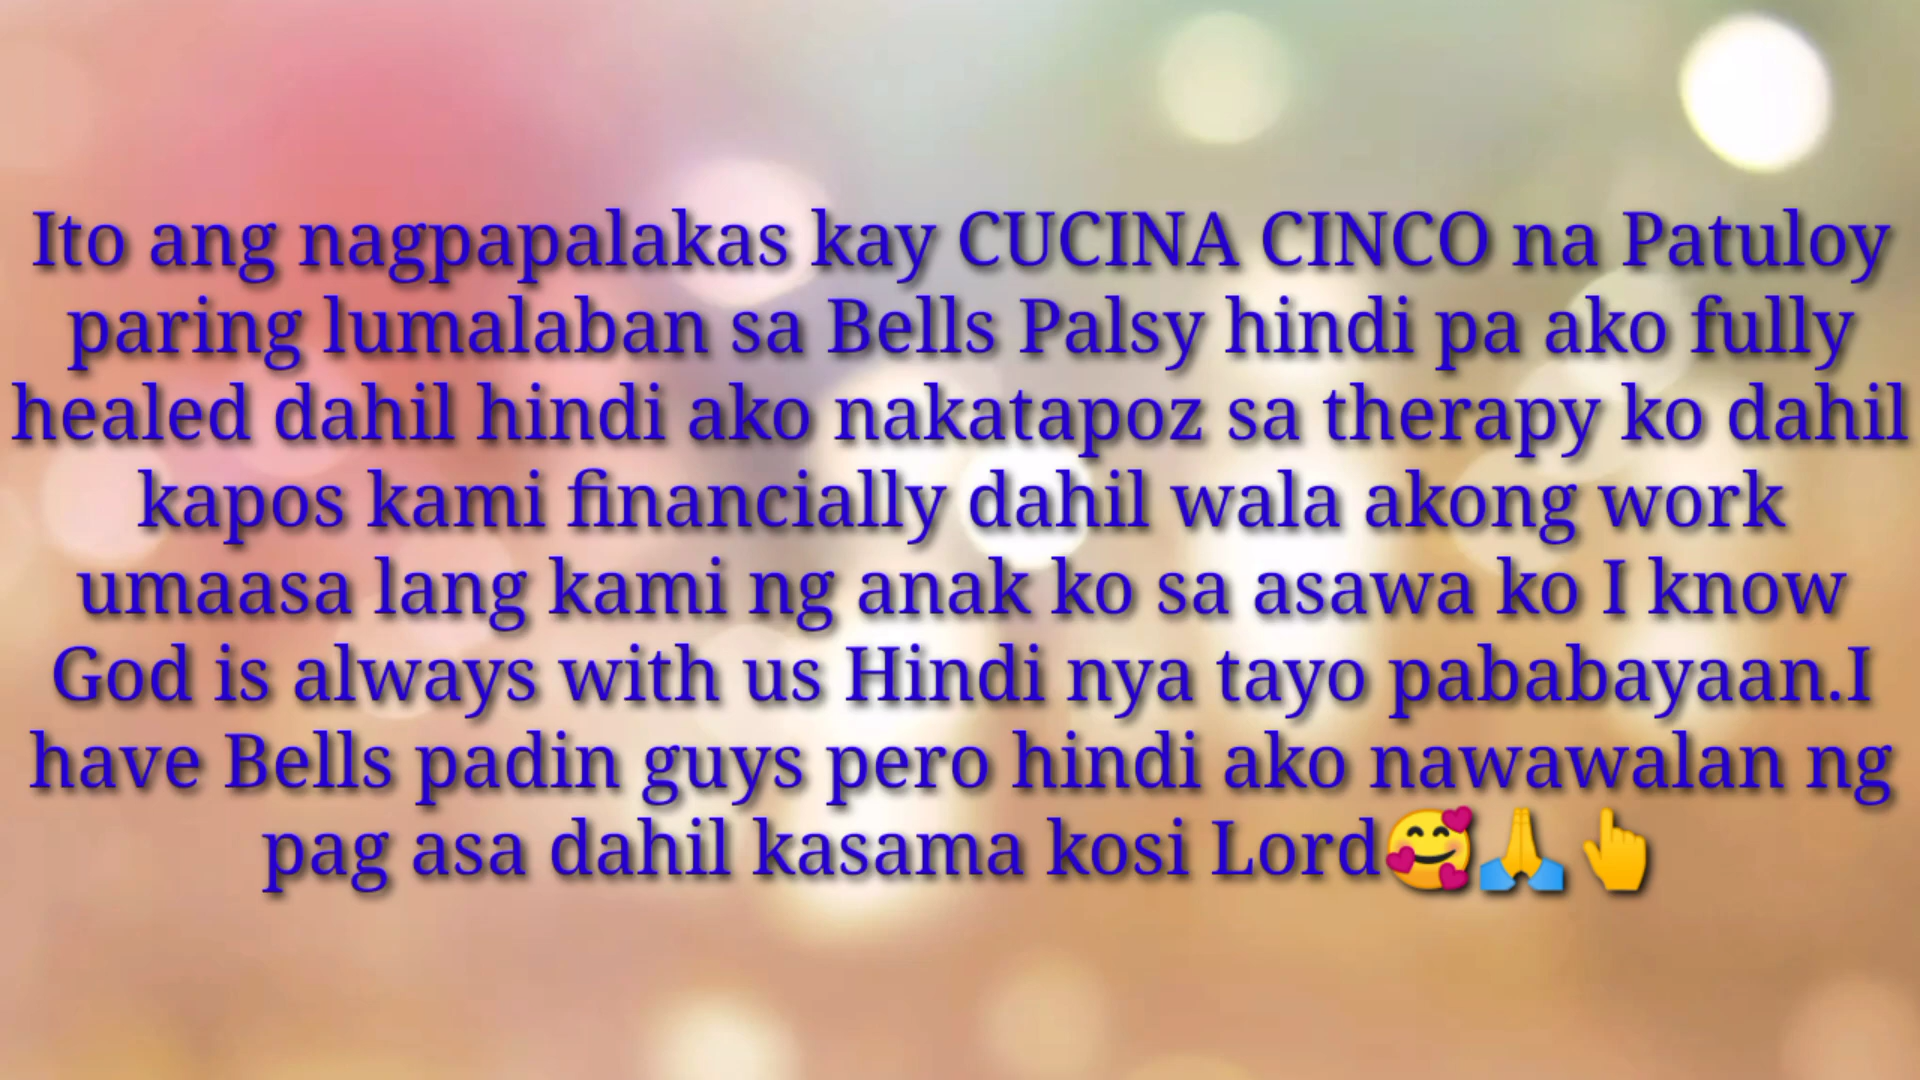 Ito ang nagpapalakas kay CUCINA CINCO na Patuloy
paring lumalaban sa Bells Palsy hindi pa ako fully
healed dahil hindi ako nakatapoz sa therapy ko dahil
kapos kami financially dahil wala akong work
umaasa lang kami ng anak ko sa asawa ko I know
God is always with us Hindi nya tayo pababayaan.I
have Bells padin guys pero hindi ako nawawalan ng
pag asa dahil kasama kosi Lord🥰🙏👆